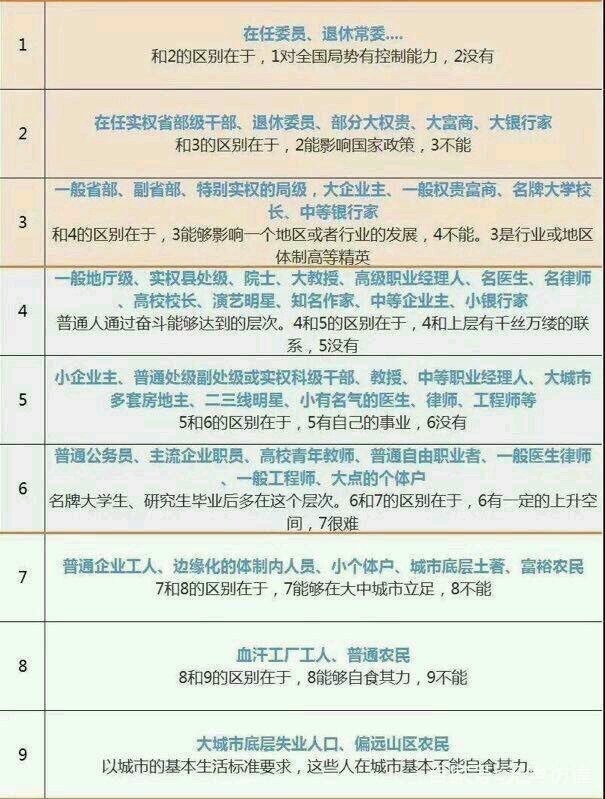 1
在任委员、退休常委....
和2的区别在于，1对全国局势有控制能力，2没有
2
在任实权省部级干部、退休委员、部分大权贵、大富商、大银行家
和3的区别在于，2能影响国家政策，3不能
3
一般省部、副省部、特别实权的局级，大企业主、一般权贵富商、名牌大学校
长、中等银行家
和4的区别在于，3能够影响一个地区或者行业的发展，4不能。3是行业或地区
体制高等精英
4
一般地厅级、实权县处级、院士、大教授、高级职业经理人、名医生、名律师
、高校校长、演艺明星、知名作家、中等企业主、小银行家
普通人通过奋斗能够达到的层次。4和5的区别在于，4和上层有千丝万缕的联
系，5没有
5
小企业主、普通处级副处级或实权科级干部、教授、中等职业经理人、大城市
多套房地主、二三线明星、小有名气的医生、律师、工程师等
5和6的区别在于，5有自己的事业，6没有
6
普通公务员、主流企业职员、高校青年教师、普通自由职业者、一般医生律师
、一般工程师、大点的个体户
名牌大学生、研究生毕业后多在这个层次。6和7的区别在于，6有一定的上升空
间，7很难
7
普通企业工人、边缘化的体制内人员、小个体户、城市底层土著、富裕农民
7和8的区别在于，7能够在大中城市立足，8不能
8
血汗工厂工人、普通农民
8和9的区别在于，8能够自食其力，9不能
9
大城市底层失业人口、偏远山区农民
以城市的基本生活标准要求，这些人在城市基本不能自食其力。